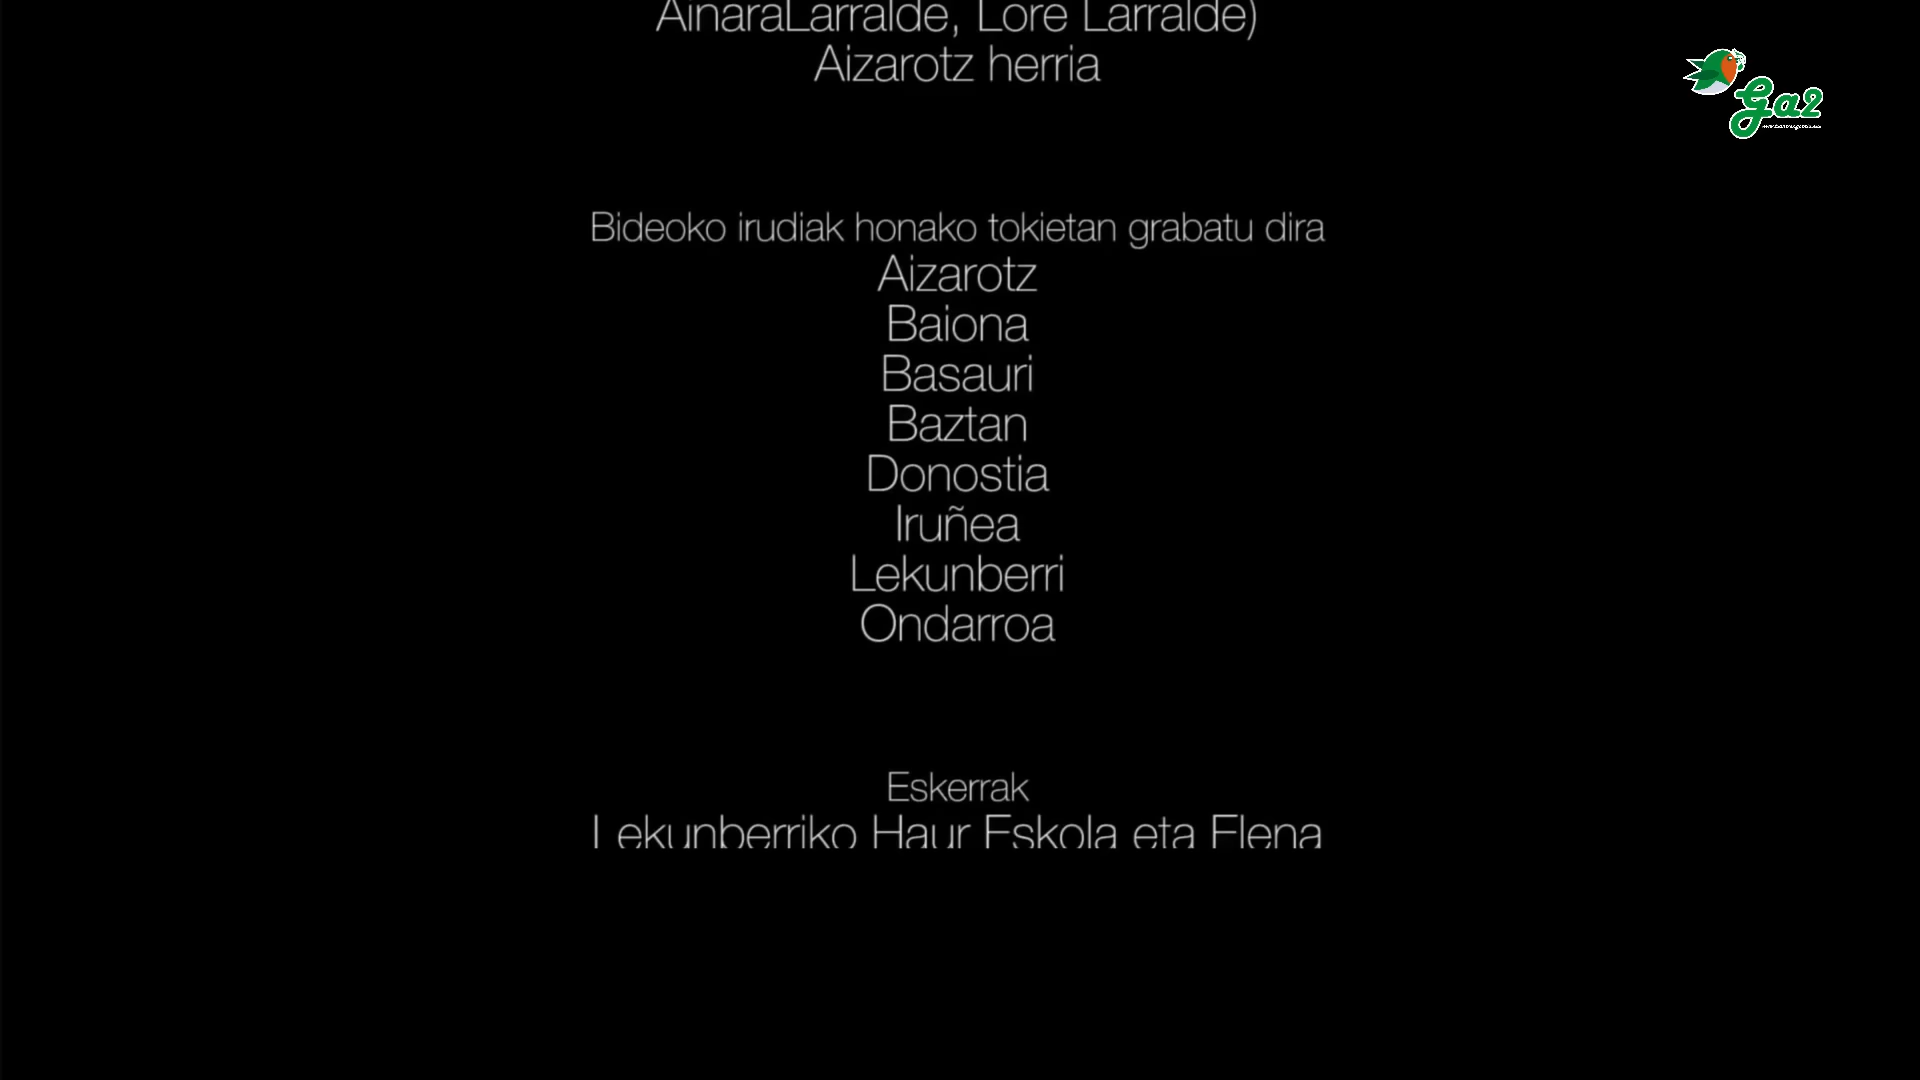 AinaraLarralde, Lore Larralde)
Aizarotz herria
Ga2
Bideoko irudiak honako tokietan grabatu dira
Aizarotz
Baiona
Basauri
Baztan
Donostia
Iruñea
Lekunberri
Ondarroa
Eskerrak
Lekunberriko Haur Eskola eta Elena